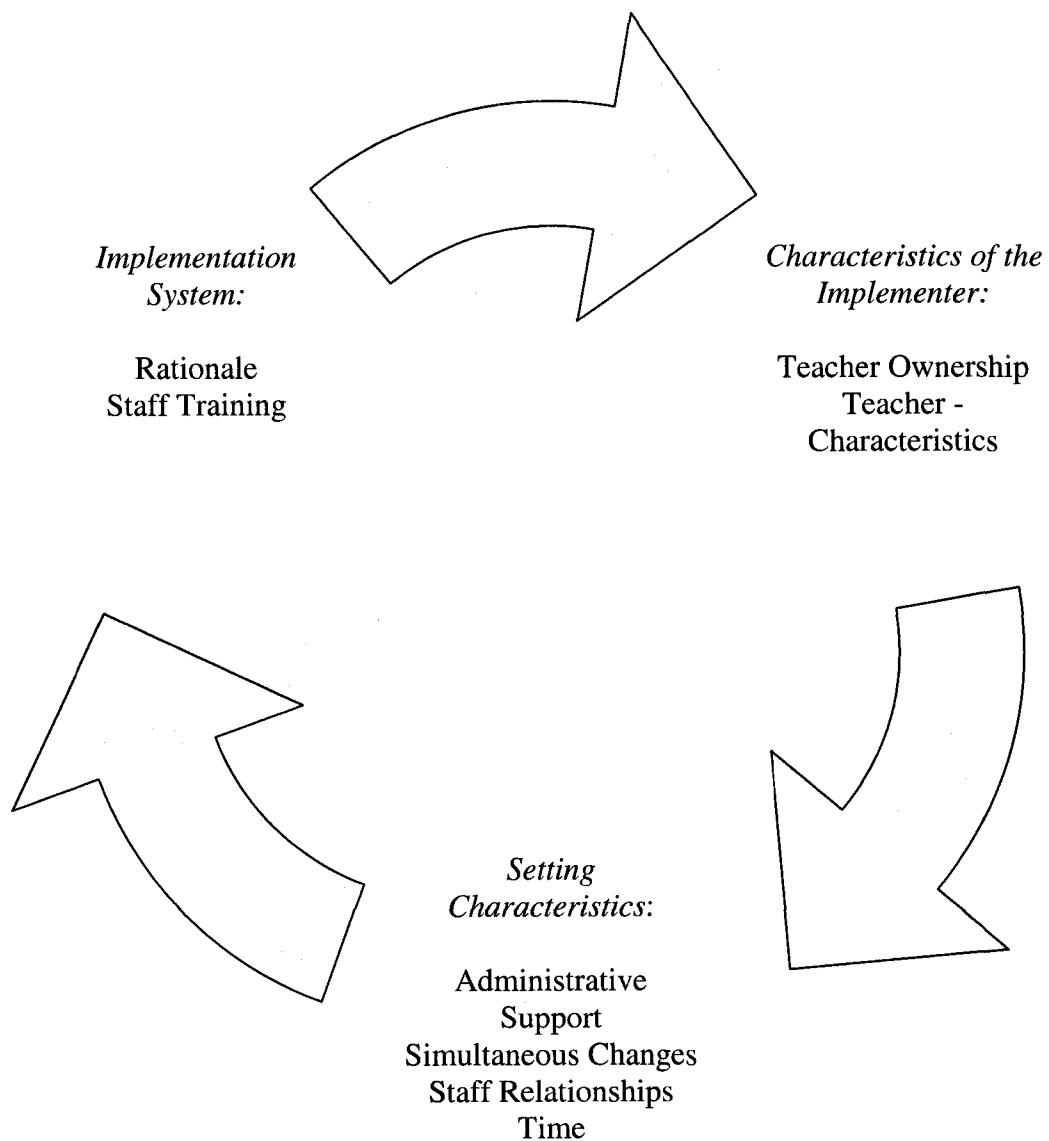 Implementation
System:
Rationale
Staff Training
Characteristics of the
Implementer:
Teacher Ownership
Teacher -
Characteristics
Setting
Characteristics:
Administrative
Support
Simultaneous Changes
Staff Relationships
Time